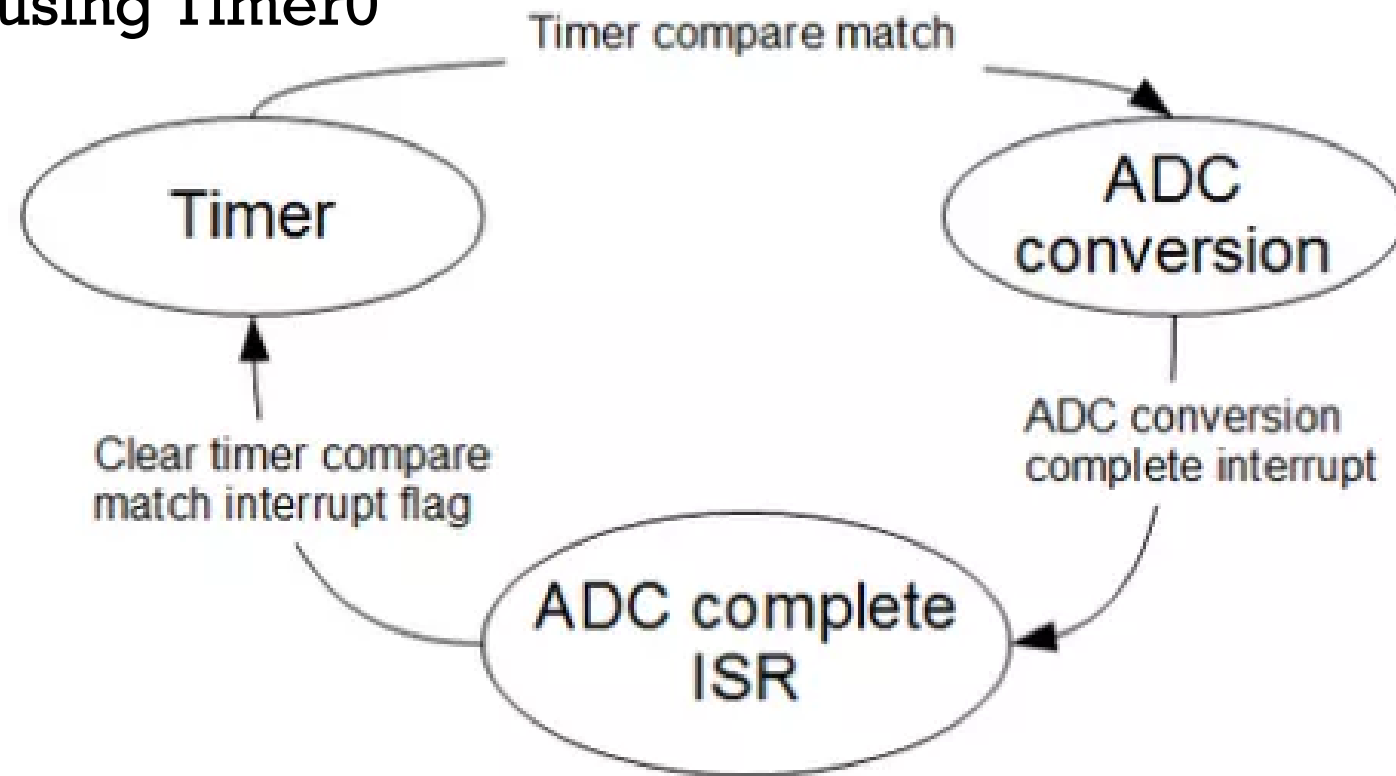 using Timer0
Timer compare match
Timer
ADC
conversion
ADC conversion
complete interrupt
Clear timer compare
match interrupt flag
ADC complete
ISR